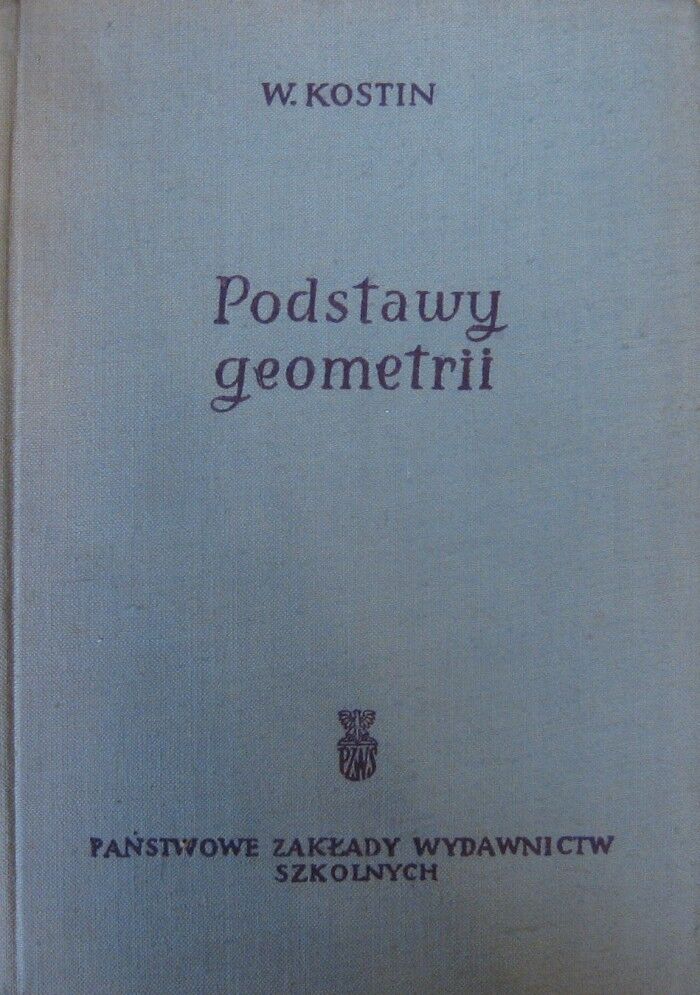 W. KOSTIN
Podstawy
geometrii
PZWS
PAŃSTWOWE ZAKŁADY WYDAWNICTW
SZKOLNYCH